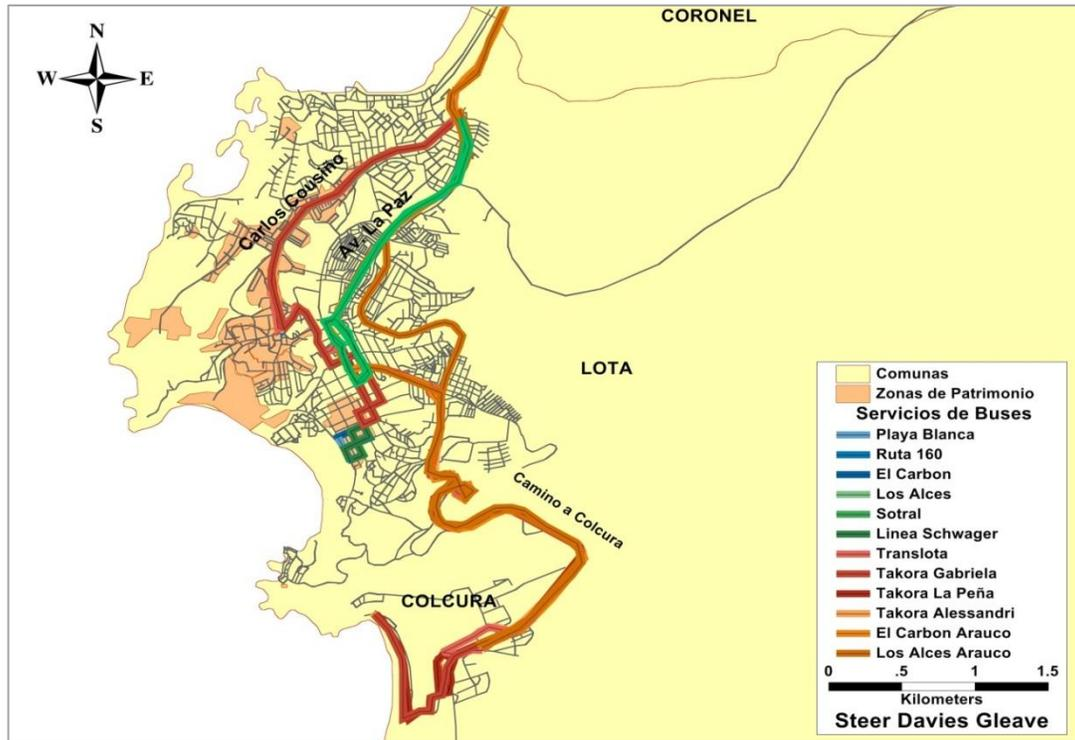 CORONEL
N
W E
S
Carlos Cousiño
Av. La Paz
LOTA
Camino a Colcura
COLCURA
Comunas
Zonas de Patrimonio
Servicios de Buses
Playa Blanca
Ruta 160
El Carbon
Los Alces
Sotral
Linea Schwager
Translota
Takora Gabriela
Takora La Peña
Takora Alessandri
El Carbon Arauco
Los Alces Arauco
0 .5 1 1.5
Kilometers
Steer Davies Gleave